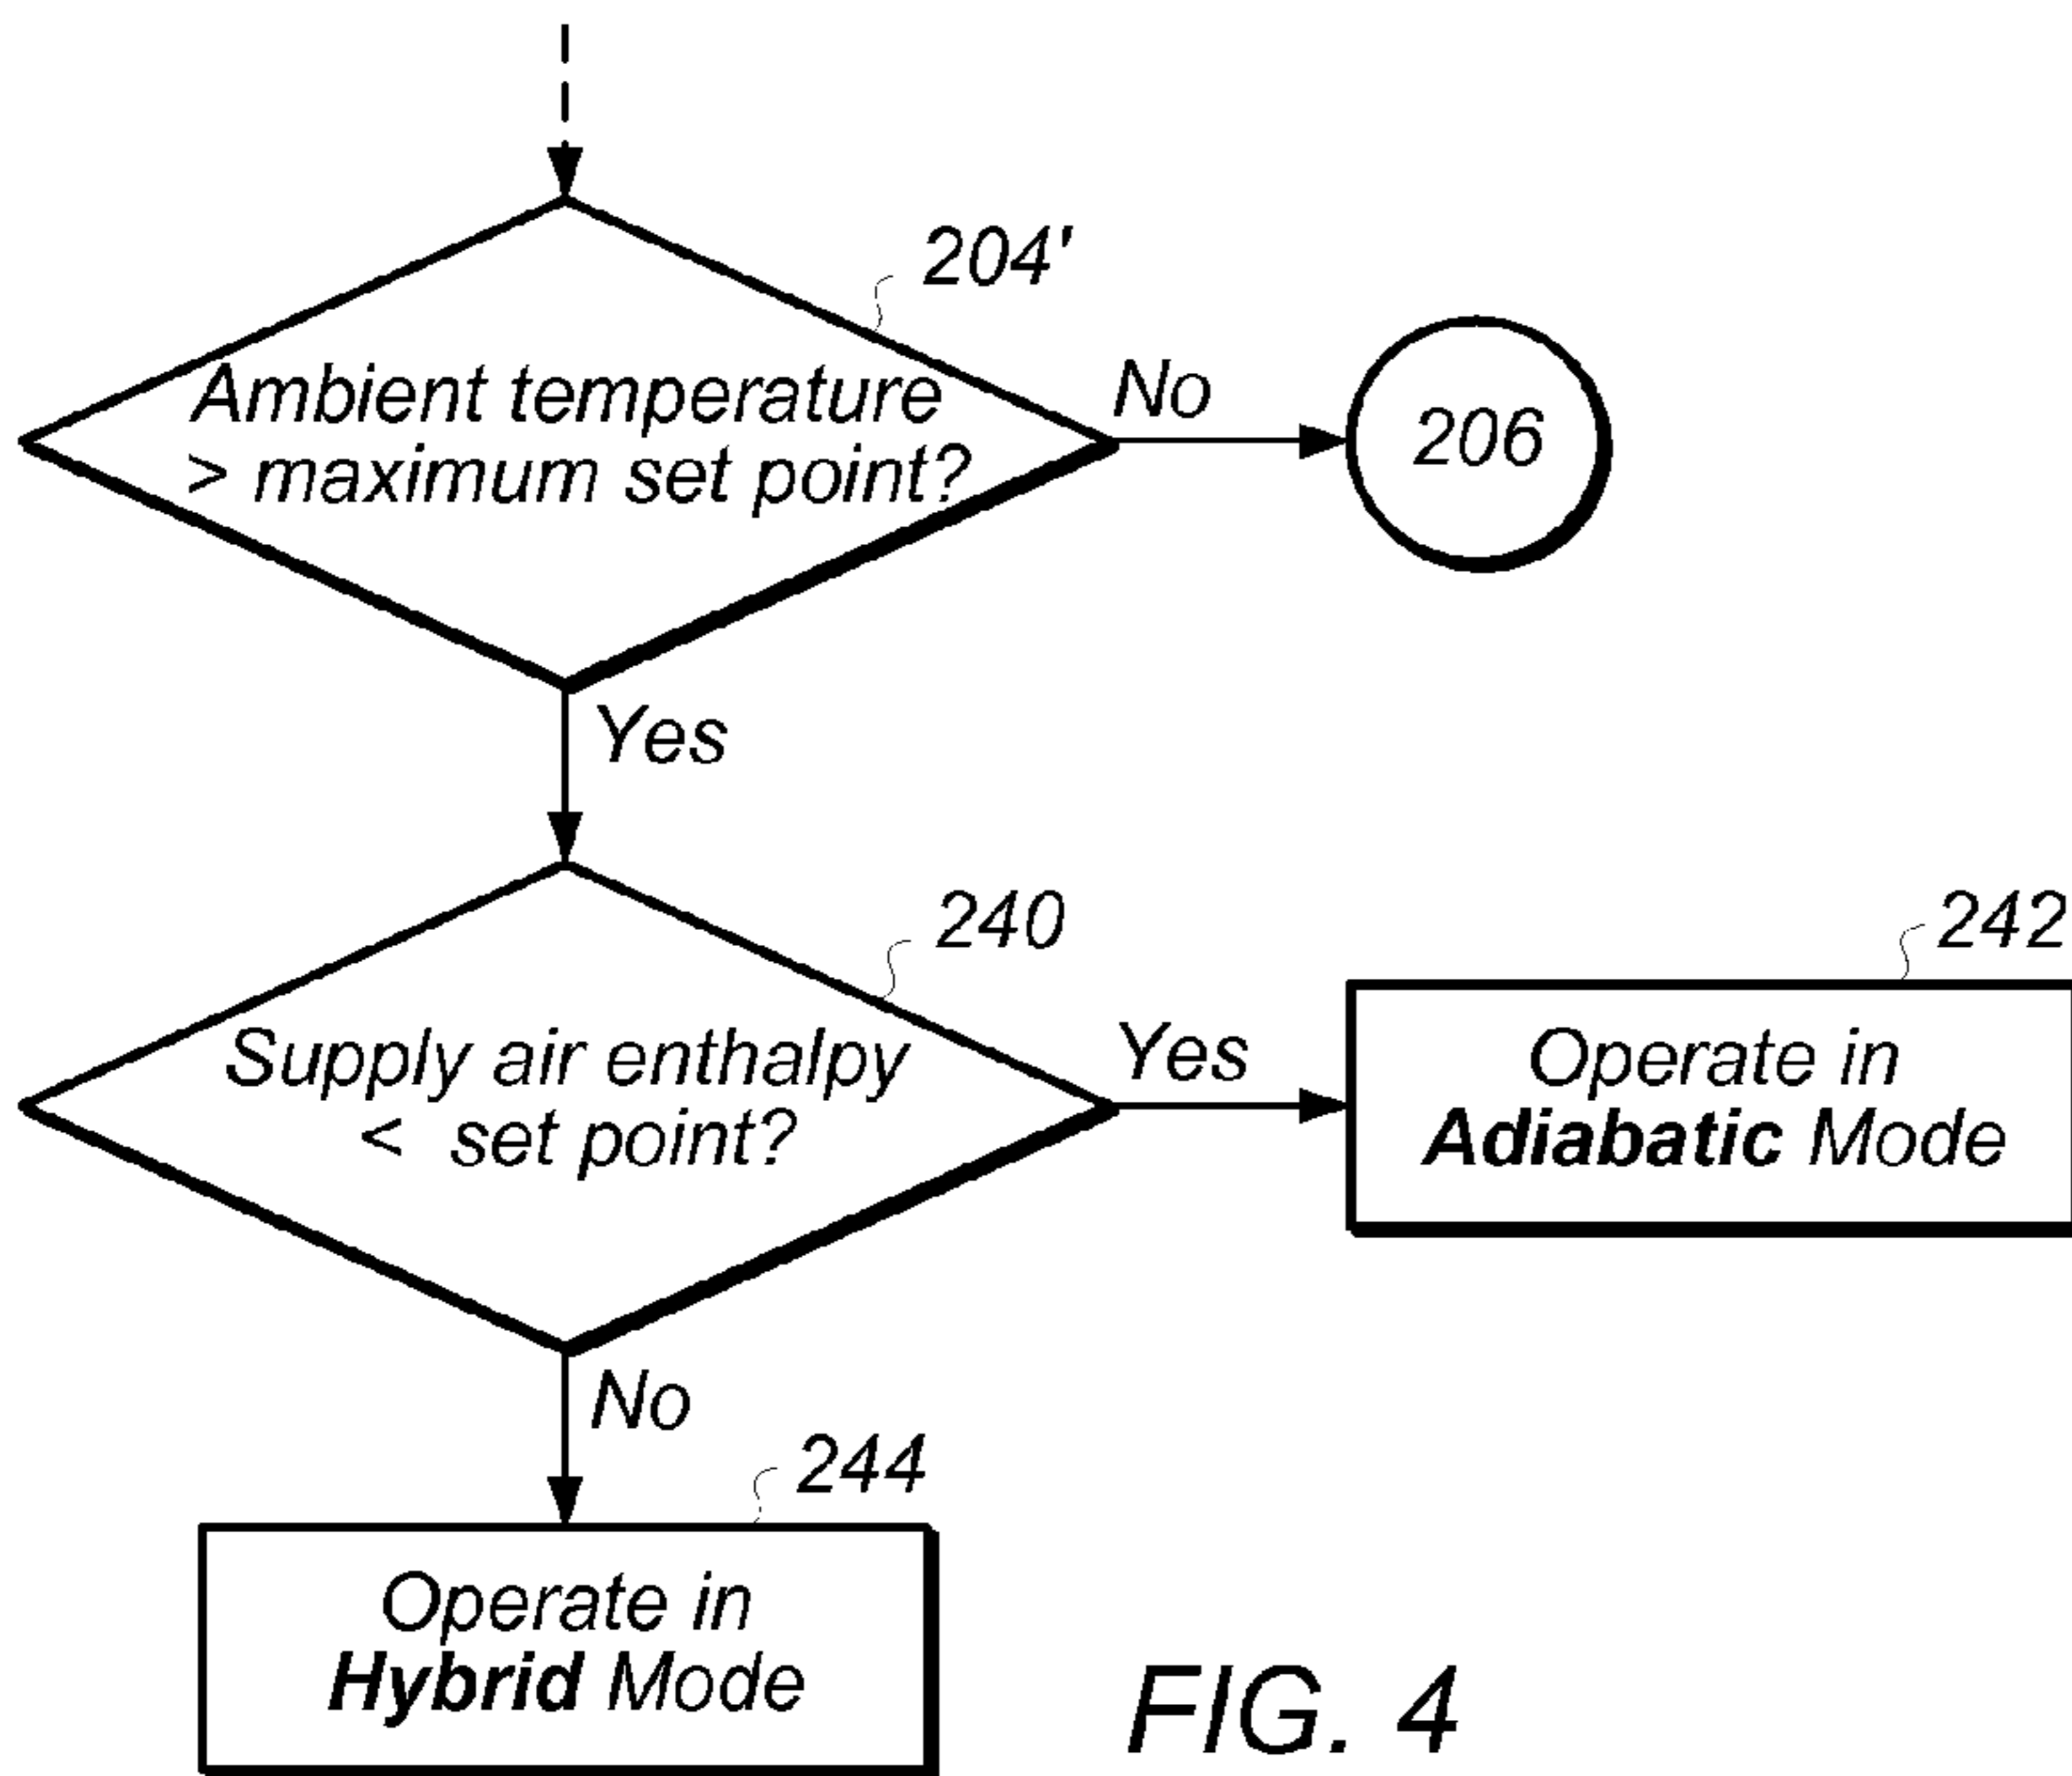 204'
Ambient temperature
> maximum set point?
No
206
Yes
240
Supply air enthalpy
< set point?
Yes
242
Operate in
Adiabatic Mode
No
244
Operate in
Hybrid Mode
FIG. 4